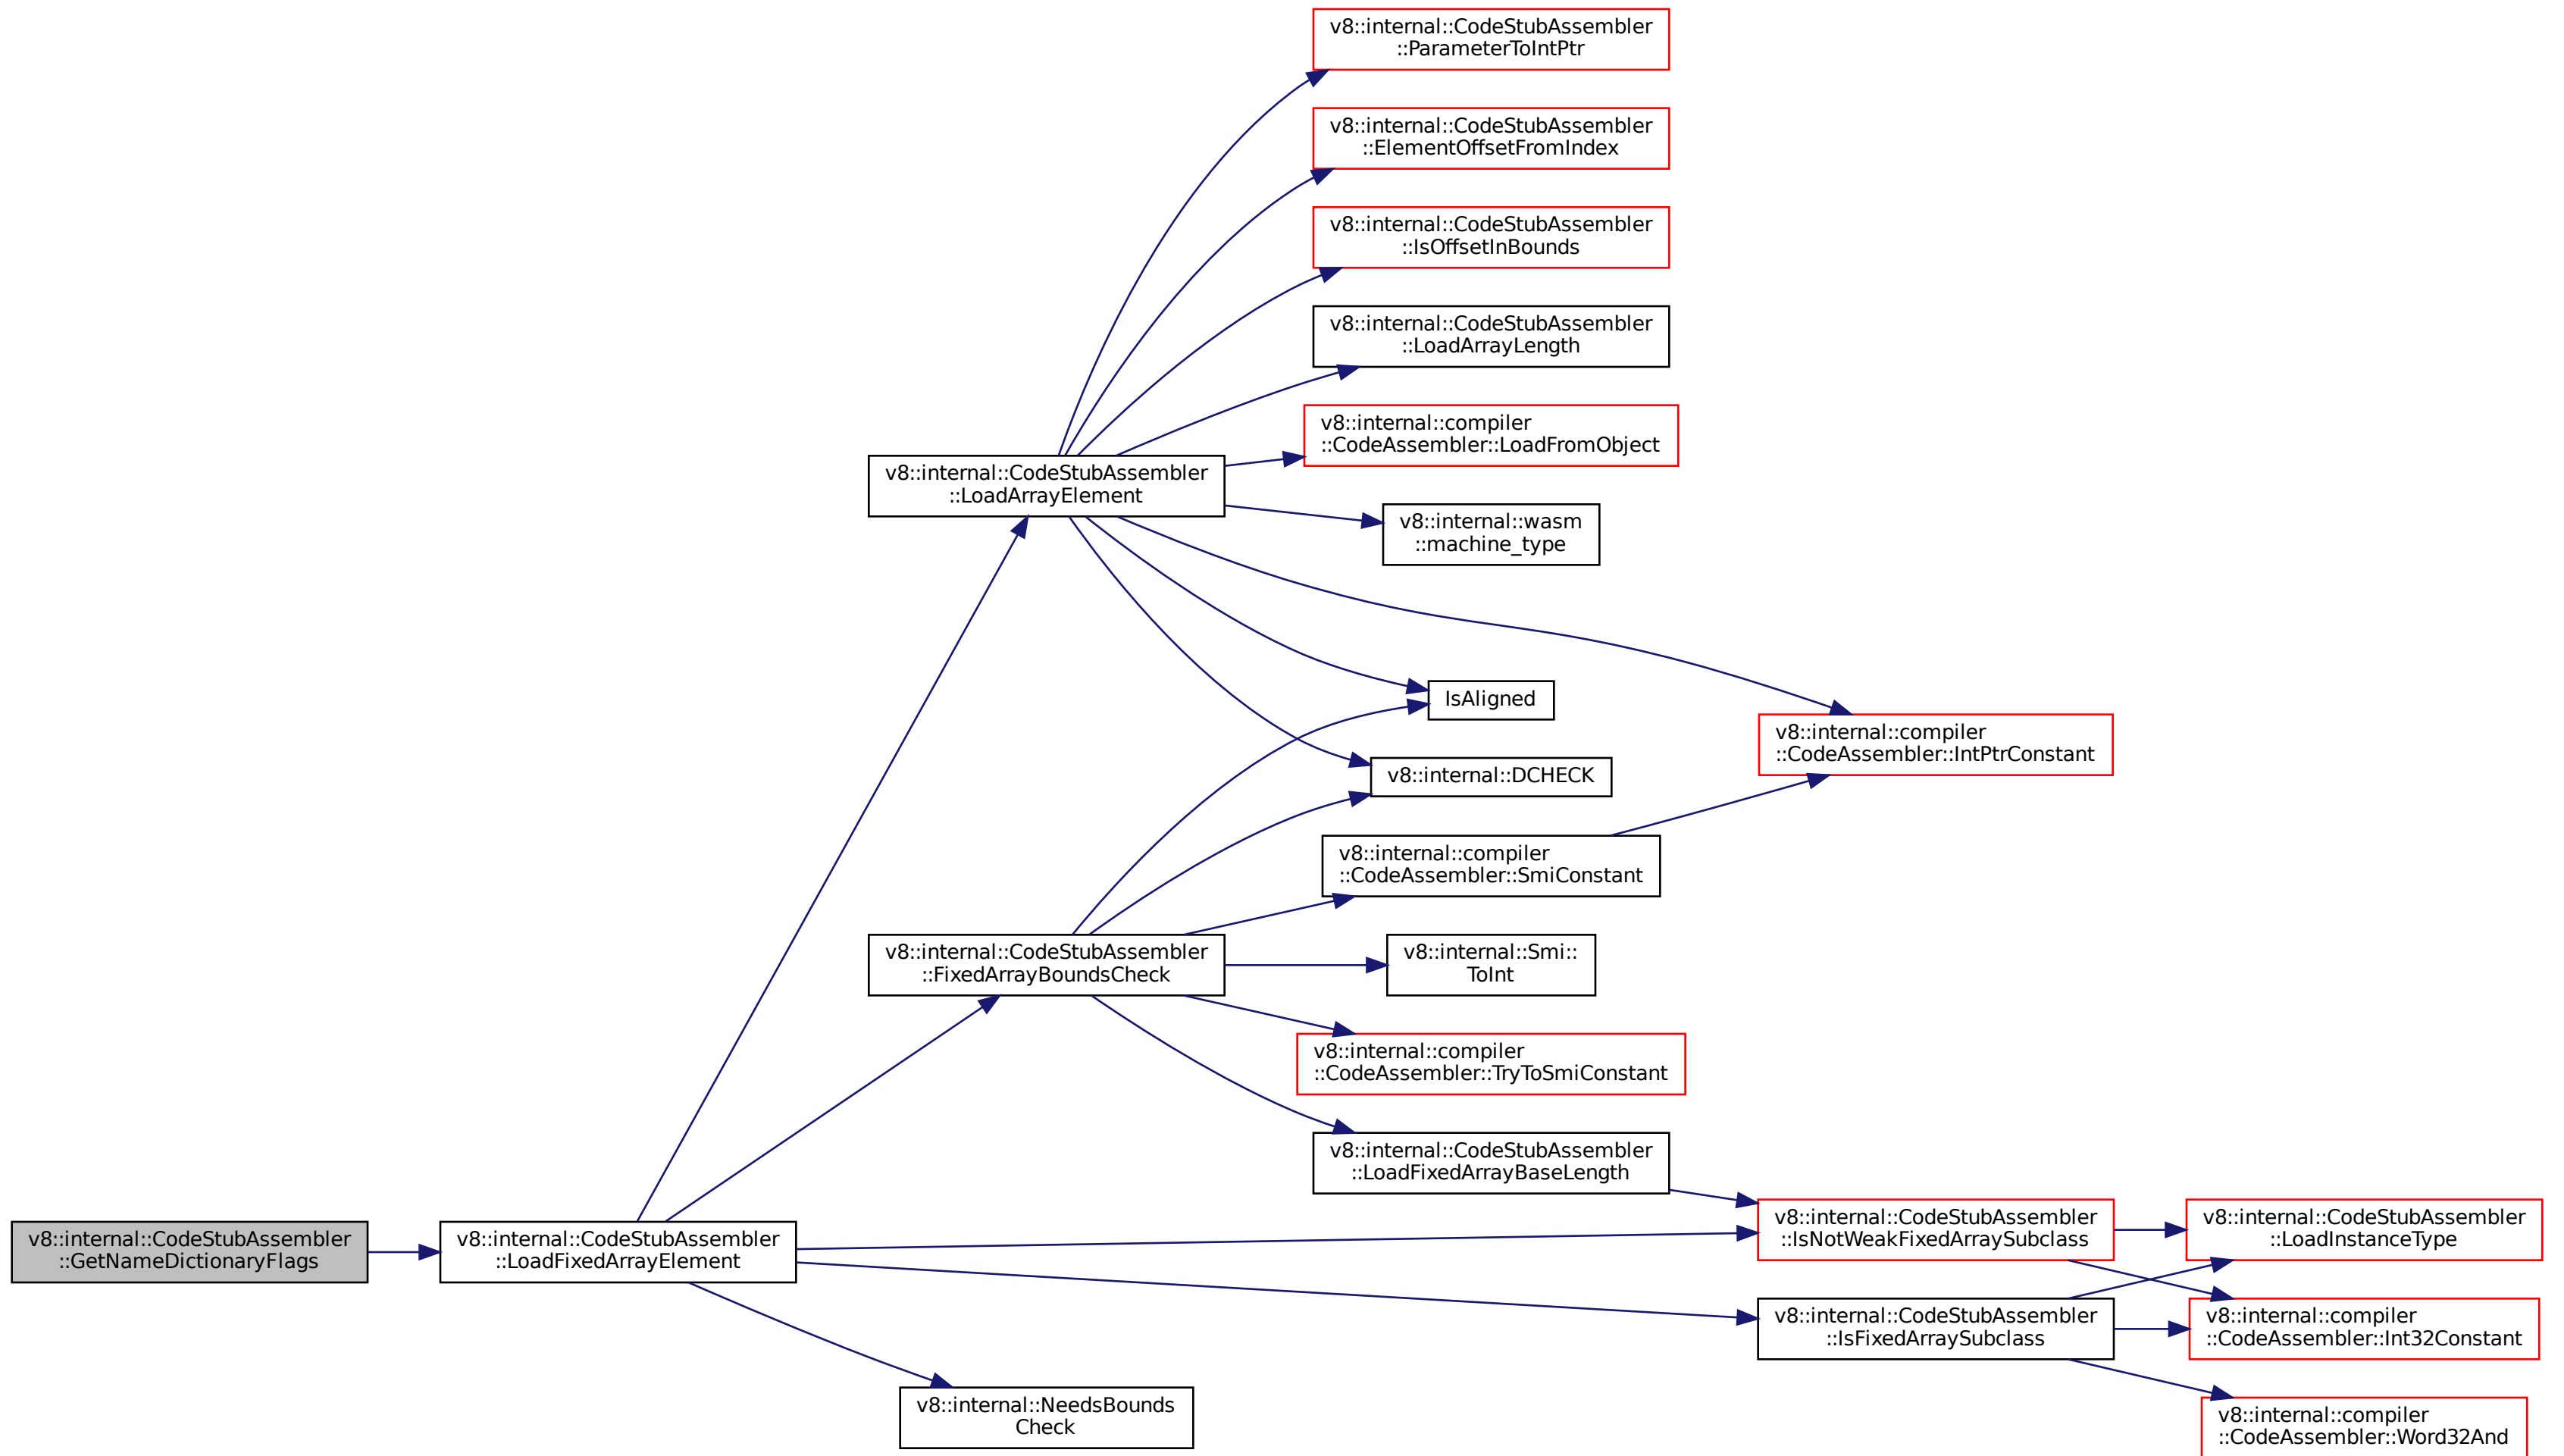 v8::internal::CodeStubAssembler
::ParameterToIntPtr
v8::internal::CodeStubAssembler
::ElementOffsetFromIndex
v8::internal::CodeStubAssembler
::IsOffsetInBounds
v8::internal::CodeStubAssembler
::LoadArrayLength
v8::internal::compiler
::CodeAssembler::LoadFromObject
v8::internal::CodeStubAssembler
::LoadArrayElement
v8::internal::wasm
::machine_type
IsAligned
v8::internal::compiler
::CodeAssembler::IntPtrConstant
v8::internal::DCHECK
v8::internal::compiler
::CodeAssembler::SmiConstant
v8::internal::CodeStubAssembler
::FixedArrayBoundsCheck
v8::internal::Smi::
ToInt
v8::internal::compiler
::CodeAssembler::TryToSmiConstant
v8::internal::CodeStubAssembler
::LoadFixedArrayBaseLength
v8::internal::CodeStubAssembler
::GetNameDictionaryFlags
v8::internal::CodeStubAssembler
::LoadFixedArrayElement
v8::internal::CodeStubAssembler
::IsNotWeakFixedArraySubclass
v8::internal::CodeStubAssembler
::LoadInstanceType
v8::internal::CodeStubAssembler
::IsFixedArraySubclass
v8::internal::compiler
::CodeAssembler::Int32Constant
v8::internal::NeedsBounds
Check
v8::internal::compiler
::CodeAssembler::Word32And